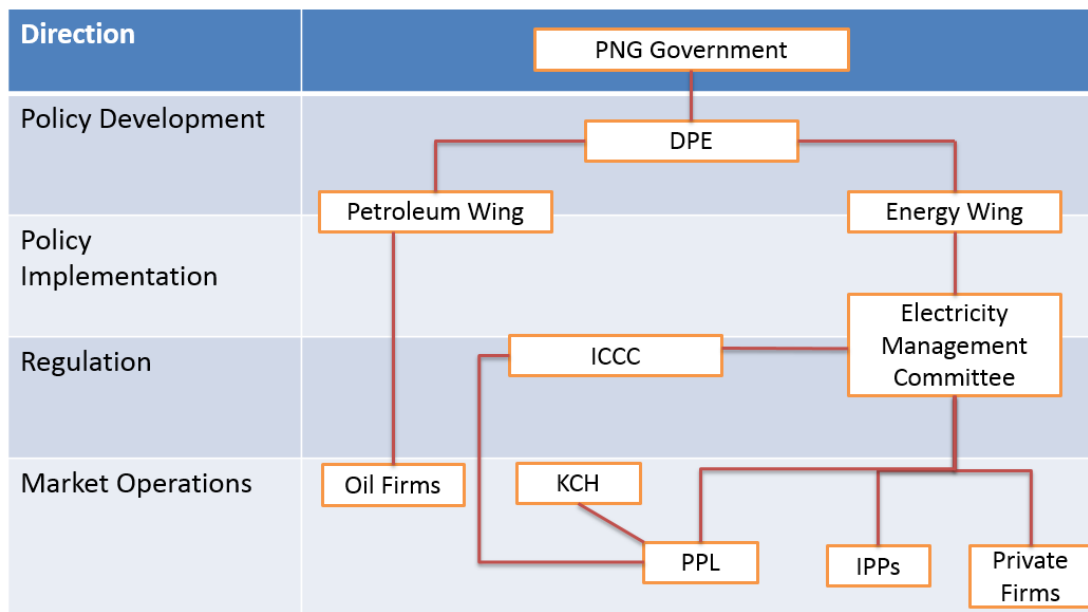 Direction
PNG Government
Policy Development
DPE
Petroleum Wing
Energy Wing
Policy
Implementation
Electricity
Management
Committee
Regulation
ICCC
Market Operations
Oil Firms
KCH
PPL
IPPs
Private
Firms